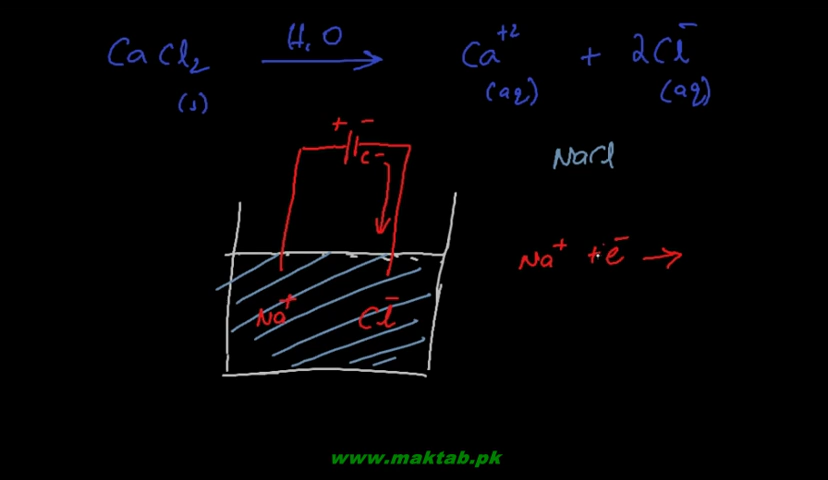 CaCl₂ (s) H₂O → Ca⁺² (aq) + 2Cl⁻ (aq)
+ −
e−
NaCl
Na⁺ + e⁻ →
Na⁺ Cl⁻
www.maktab.pk